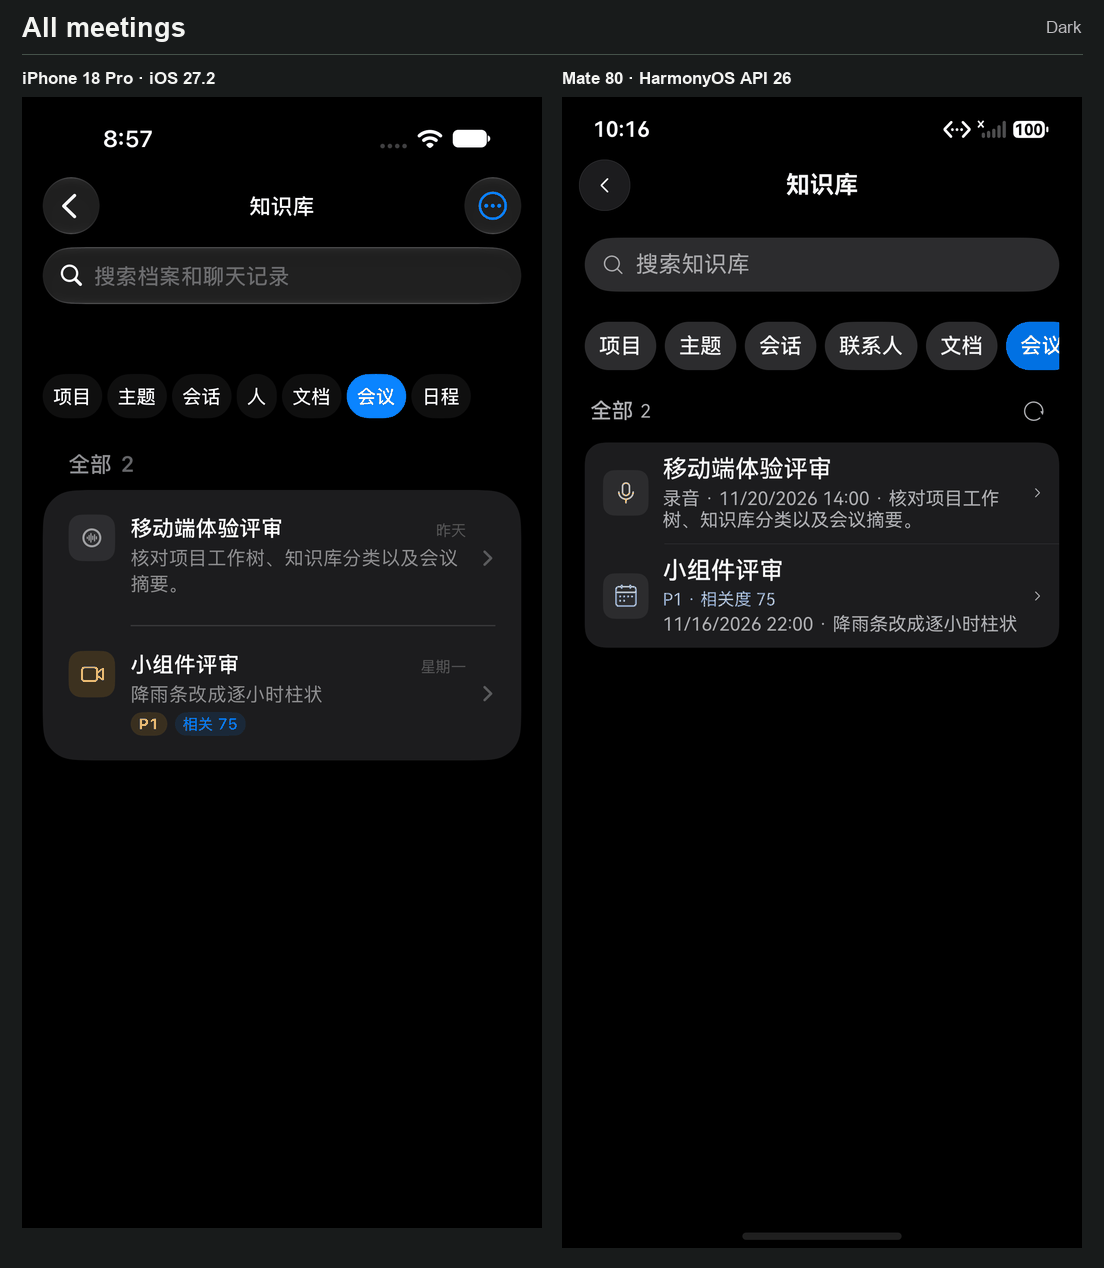 All meetings
Dark
iPhone 18 Pro · iOS 27.2
8:57
知识库
搜索档案和聊天记录
项目 主题 会话 人 文档 会议 日程
全部 2
移动端体验评审 昨天
核对项目工作树、知识库分类以及会议
摘要。
小组件评审 星期一
降雨条改成逐小时柱状
P1 相关 75
Mate 80 · HarmonyOS API 26
10:16
100
知识库
搜索知识库
项目 主题 会话 联系人 文档 会议
全部 2
移动端体验评审
录音 · 11/20/2026 14:00 · 核对项目工作
树、知识库分类以及会议摘要。
小组件评审
P1 · 相关度 75
11/16/2026 22:00 · 降雨条改成逐小时柱状